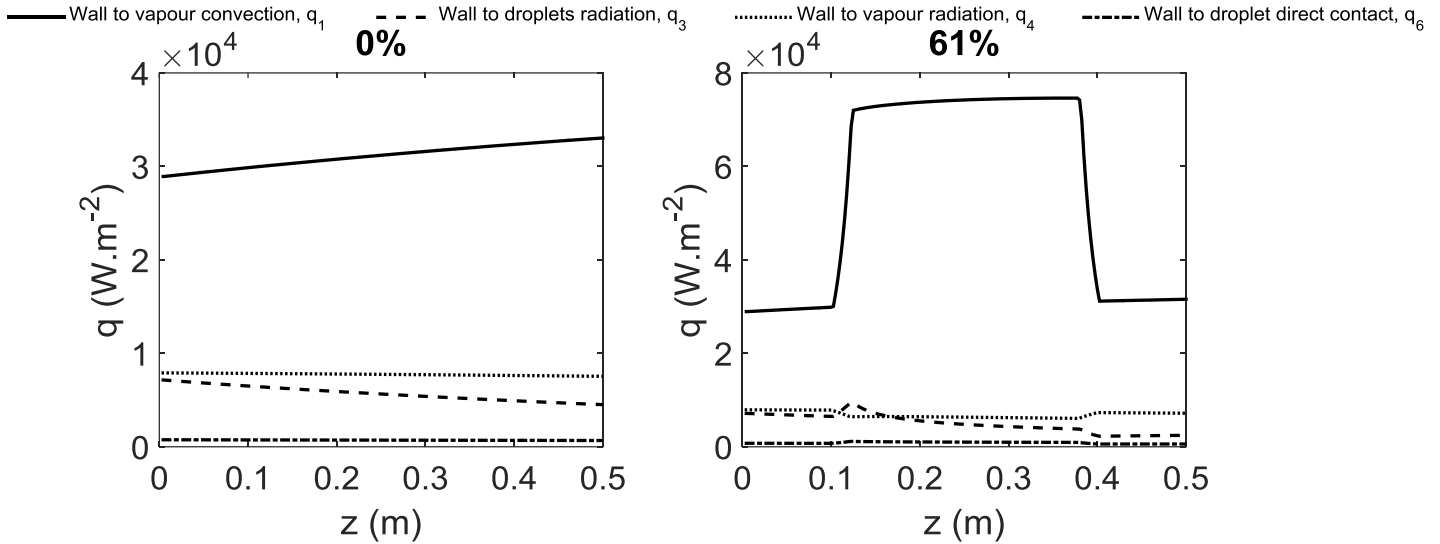 Wall to vapour convection, q1 Wall to droplets radiation, q3 Wall to vapour radiation, q4 Wall to droplet direct contact, q6
×10^4 0%
4
3
2
1
0
q (W.m^-2)
0 0.1 0.2 0.3 0.4 0.5
z (m)
×10^4 61%
8
6
4
2
0
q (W.m^-2)
0 0.1 0.2 0.3 0.4 0.5
z (m)